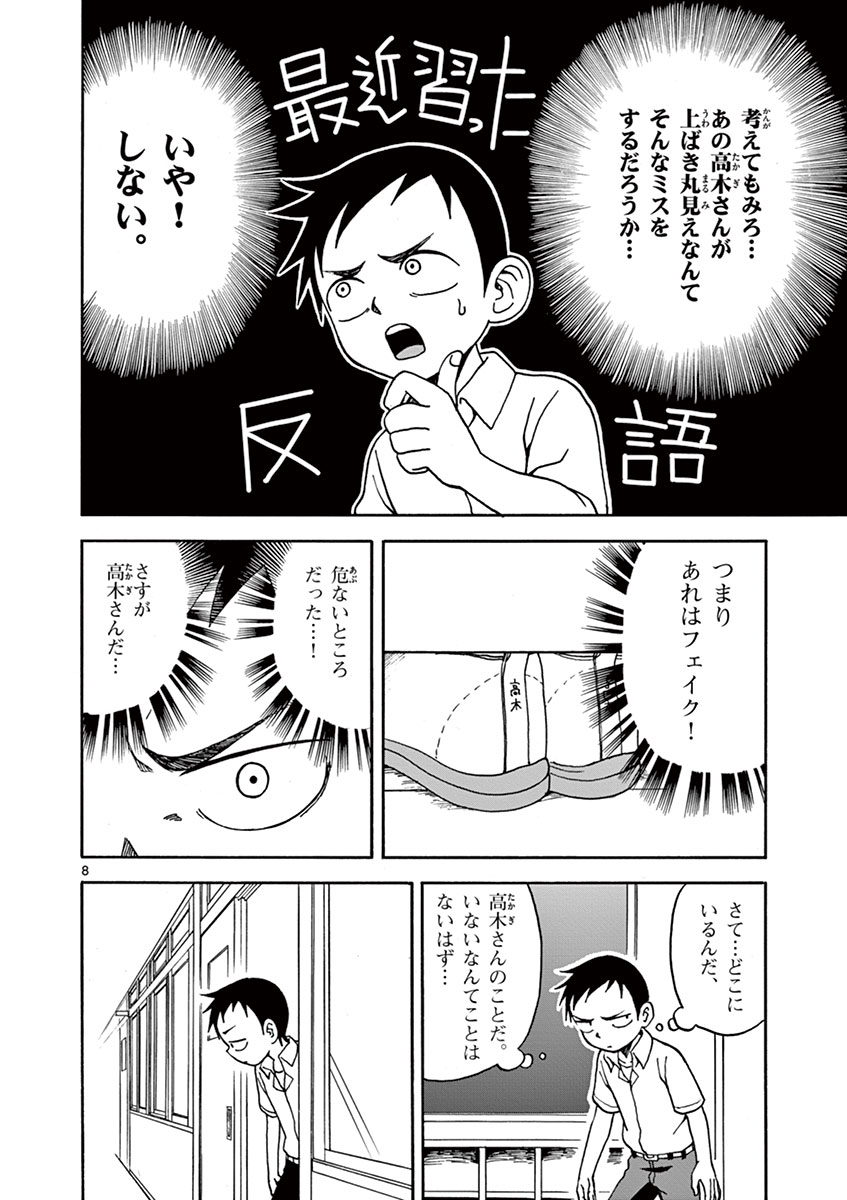 考えてもみろ…
あの高木さんが
上ばき丸見えなんて
そんなミスを
するだろうか…
最近習った
反語
いや！
しない。
つまり
あれはフェイク！
高木
危ないところ
だった…！
さすが
高木さんだ…
8
さて…どこに
いるんだ、
高木さんのことだ。
いないなんてことは
ないはず…